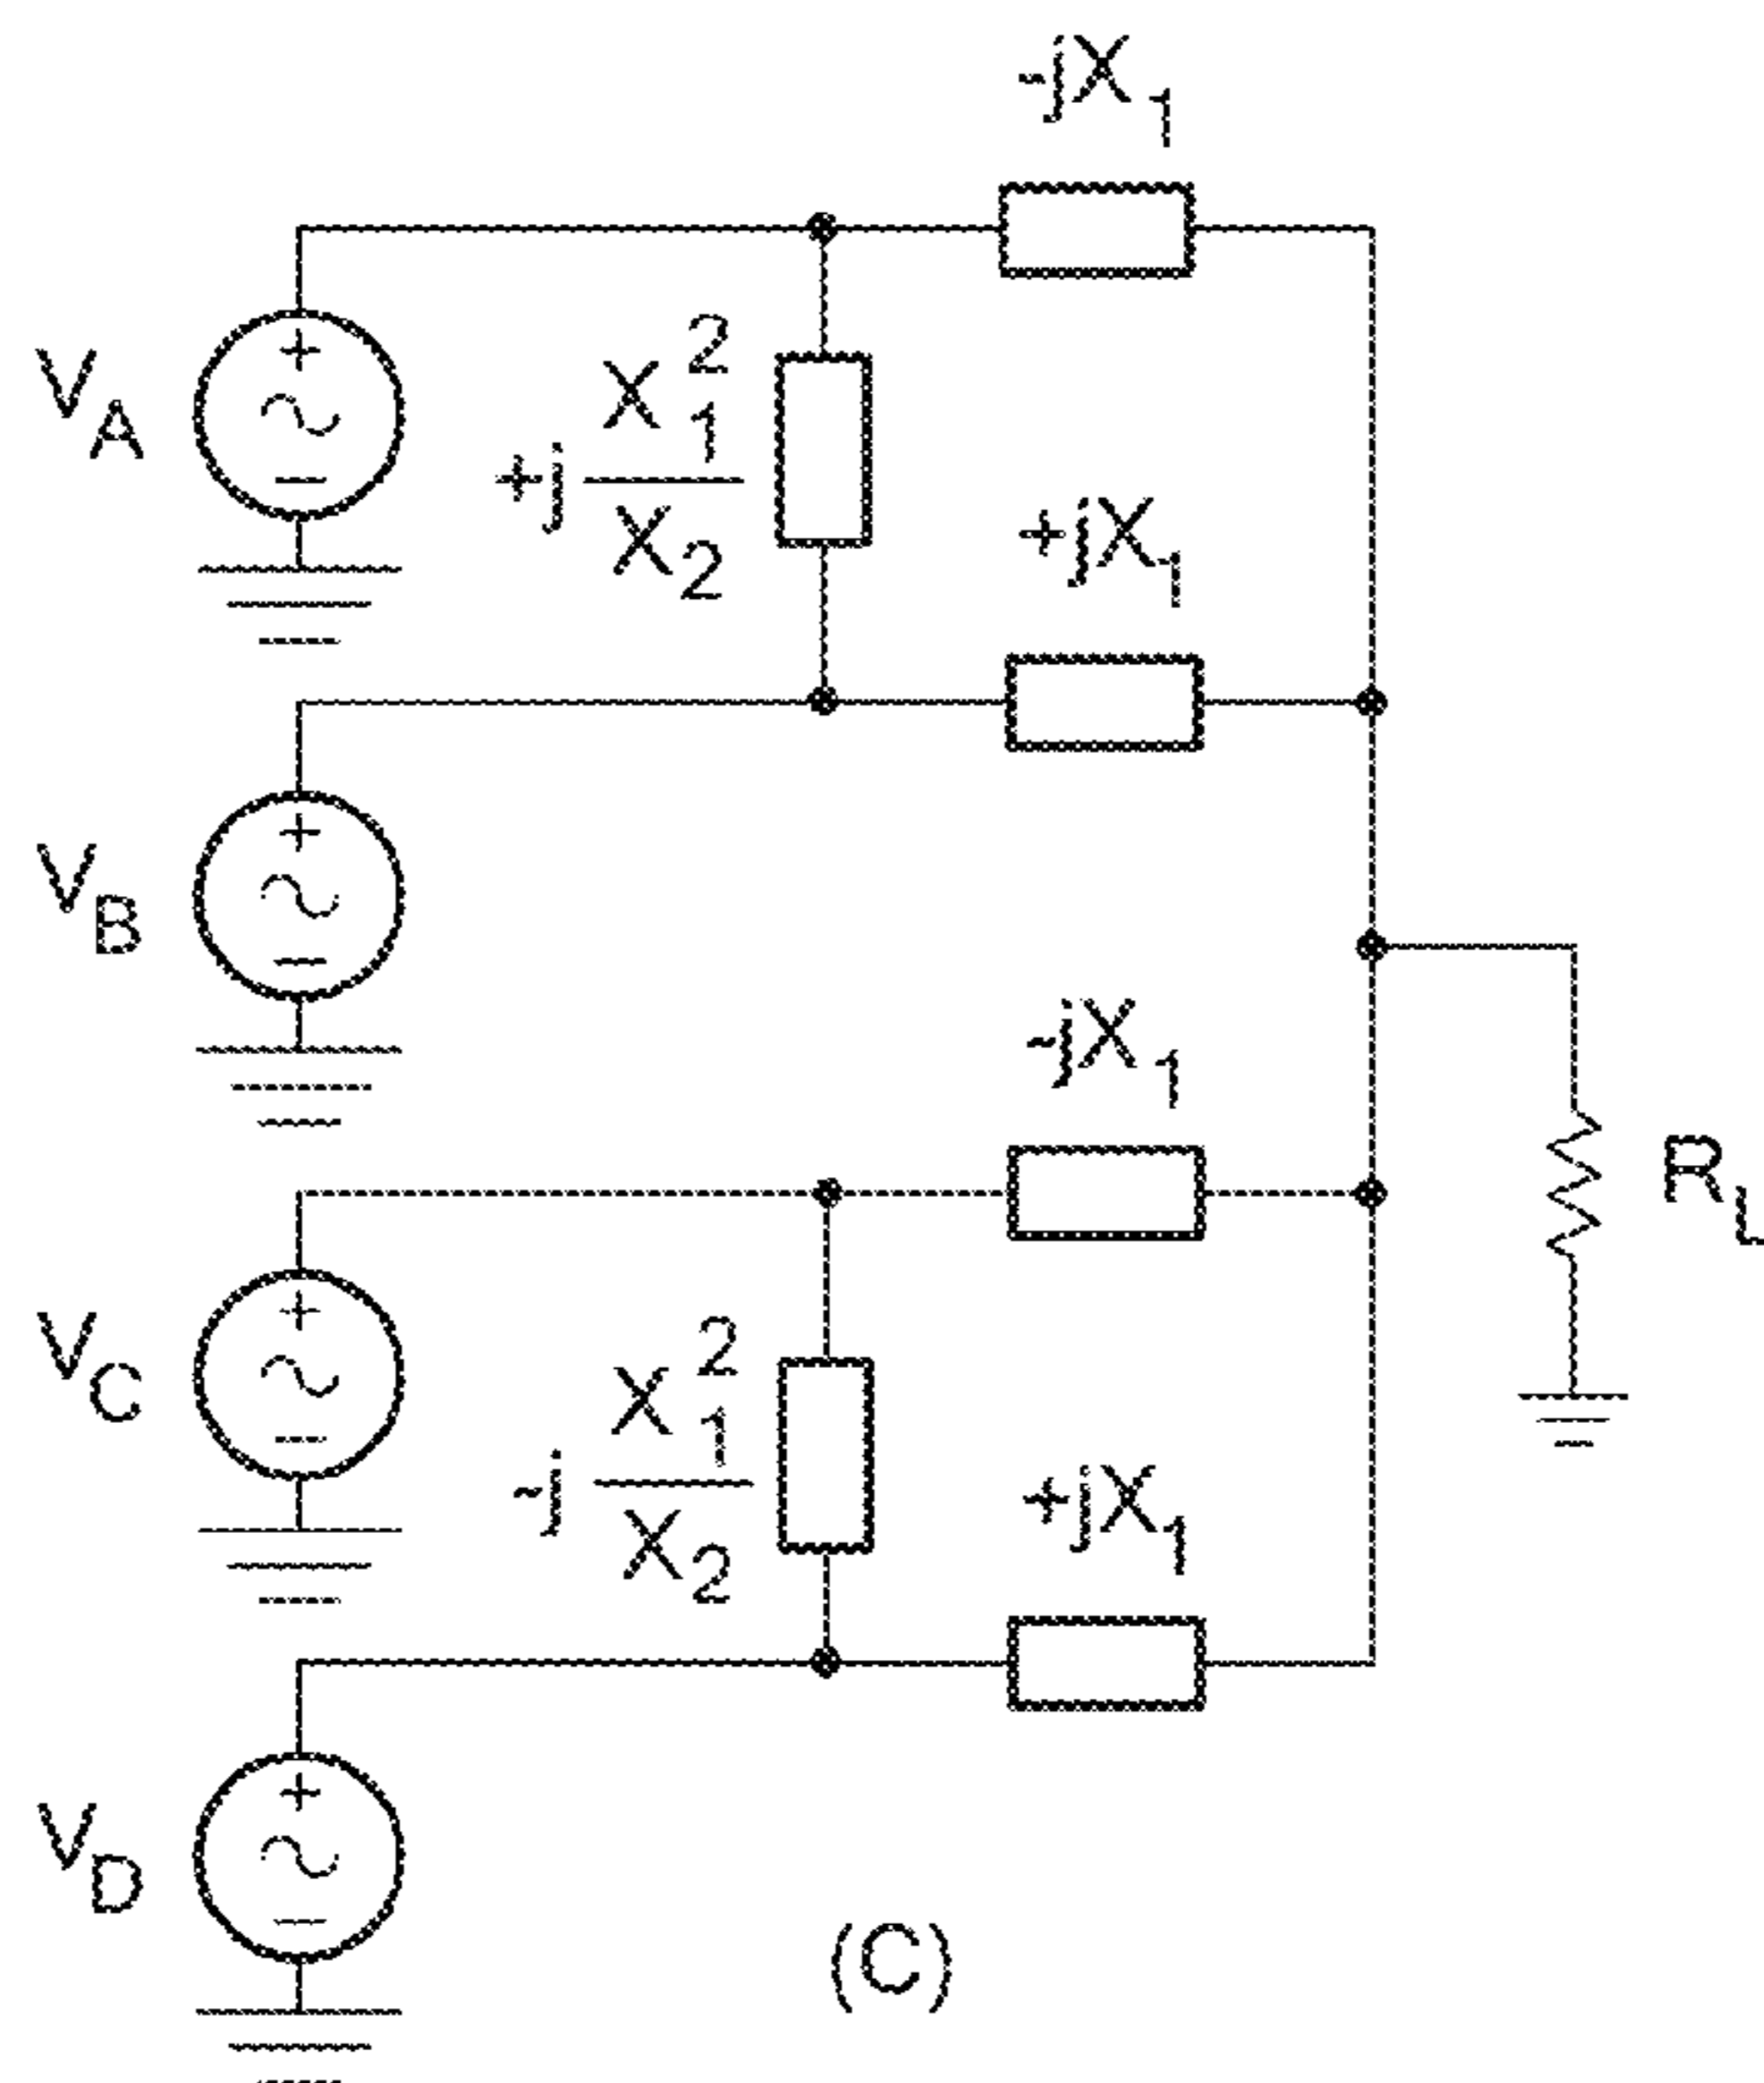 -jX1
VA
+j X1^2/X2
+jX1
VB
-jX1
RL
VC
-j X1^2/X2
+jX1
VD
(C)